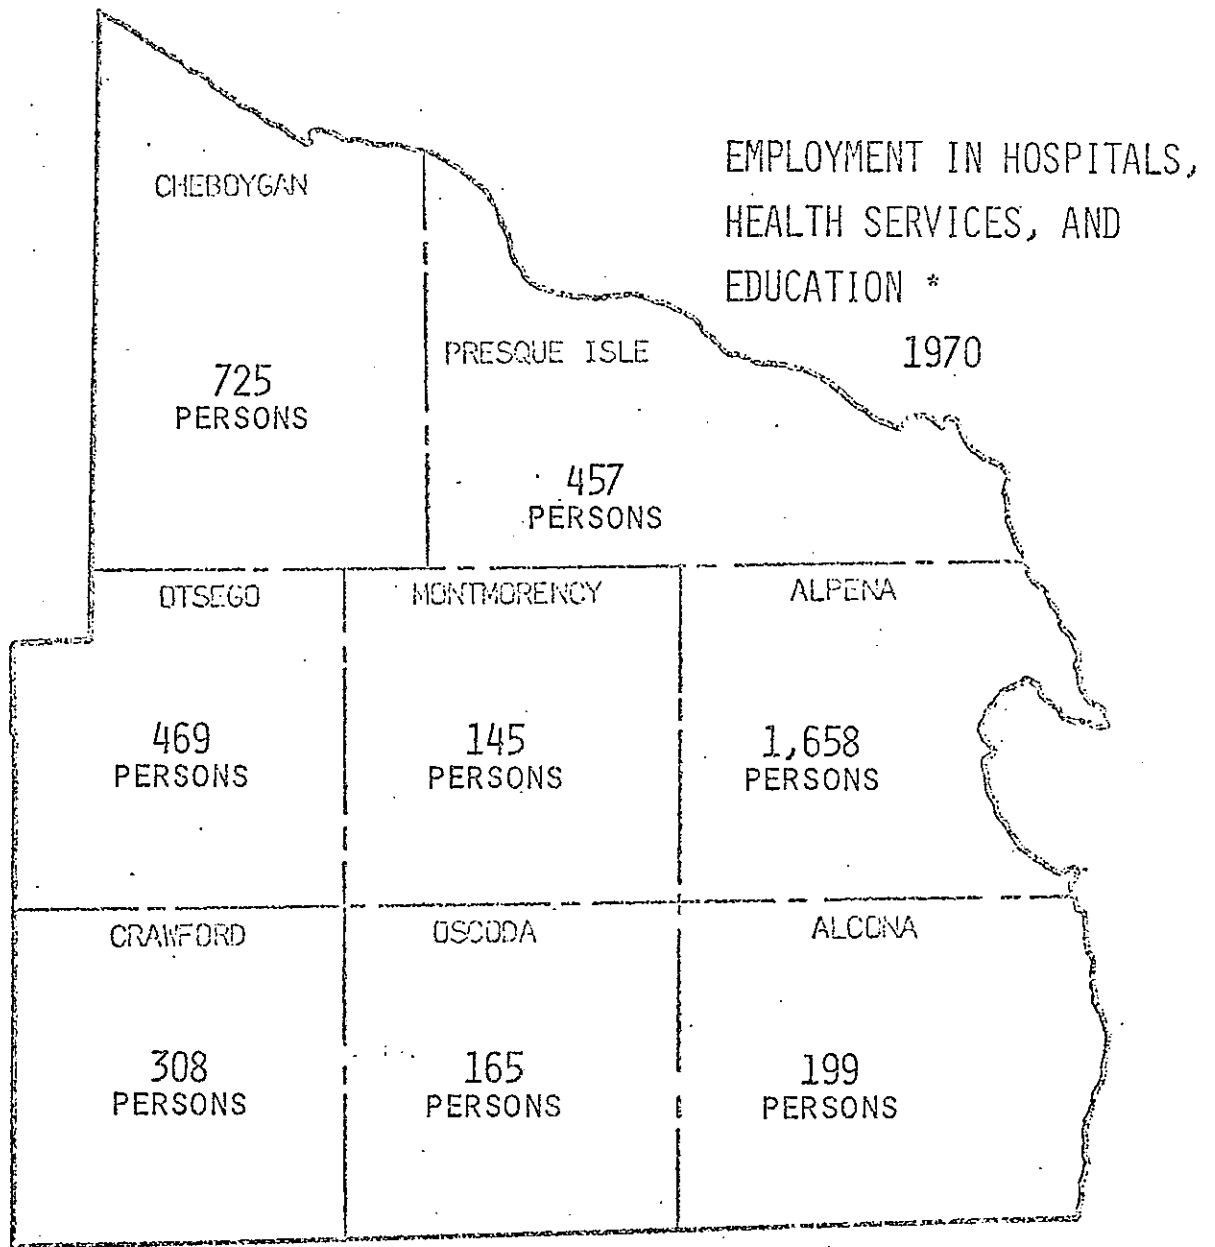 EMPLOYMENT IN HOSPITALS,
HEALTH SERVICES, AND
EDUCATION *
1970
CHEBOYGAN
725
PERSONS
PRESQUE ISLE
457
PERSONS
OTSEGO
469
PERSONS
MONTMORENCY
145
PERSONS
ALPENA
1,658
PERSONS
CRAWFORD
308
PERSONS
OSCODA
165
PERSONS
ALCONA
199
PERSONS